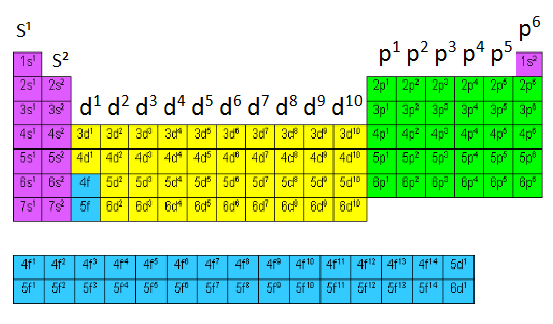 S¹ p⁶
S² p¹ p² p³ p⁴ p⁵
1s¹ 1s²
2s¹ 2s² 2p¹ 2p² 2p³ 2p⁴ 2p⁵ 2p⁶
d¹ d² d³ d⁴ d⁵ d⁶ d⁷ d⁸ d⁹ d¹⁰
3s¹ 3s² 3p¹ 3p² 3p³ 3p⁴ 3p⁵ 3p⁶
4s¹ 4s² 3d¹ 3d² 3d³ 3d⁴ 3d⁵ 3d⁶ 3d⁷ 3d⁸ 3d⁹ 3d¹⁰ 4p¹ 4p² 4p³ 4p⁴ 4p⁵ 4p⁶
5s¹ 5s² 4d¹ 4d² 4d³ 4d⁴ 4d⁵ 4d⁶ 4d⁷ 4d⁸ 4d⁹ 4d¹⁰ 5p¹ 5p² 5p³ 5p⁴ 5p⁵ 5p⁶
6s¹ 6s² 4f 5d² 5d³ 5d⁴ 5d⁵ 5d⁶ 5d⁷ 5d⁸ 5d⁹ 5d¹⁰ 6p¹ 6p² 6p³ 6p⁴ 6p⁵ 6p⁶
7s¹ 7s² 5f 6d² 6d³ 6d⁴ 6d⁵ 6d⁶ 6d⁷ 6d⁸ 6d⁹ 6d¹⁰
4f¹ 4f² 4f³ 4f⁴ 4f⁵ 4f⁶ 4f⁷ 4f⁸ 4f⁹ 4f¹⁰ 4f¹¹ 4f¹² 4f¹³ 4f¹⁴ 5d¹
5f¹ 5f² 5f³ 5f⁴ 5f⁵ 5f⁶ 5f⁷ 5f⁸ 5f⁹ 5f¹⁰ 5f¹¹ 5f¹² 5f¹³ 5f¹⁴ 6d¹